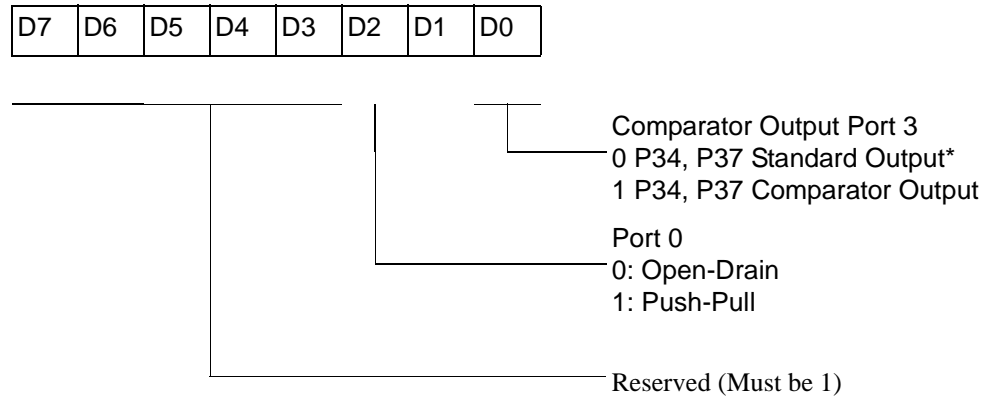 D7 D6 D5 D4 D3 D2 D1 D0
Comparator Output Port 3
0 P34, P37 Standard Output*
1 P34, P37 Comparator Output
Port 0
0: Open-Drain
1: Push-Pull
Reserved (Must be 1)